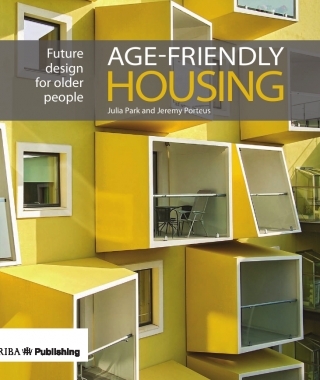 Future
design
for older
people
AGE-FRIENDLY
HOUSING
Julia Park and Jeremy Porteus
RIBA Publishing